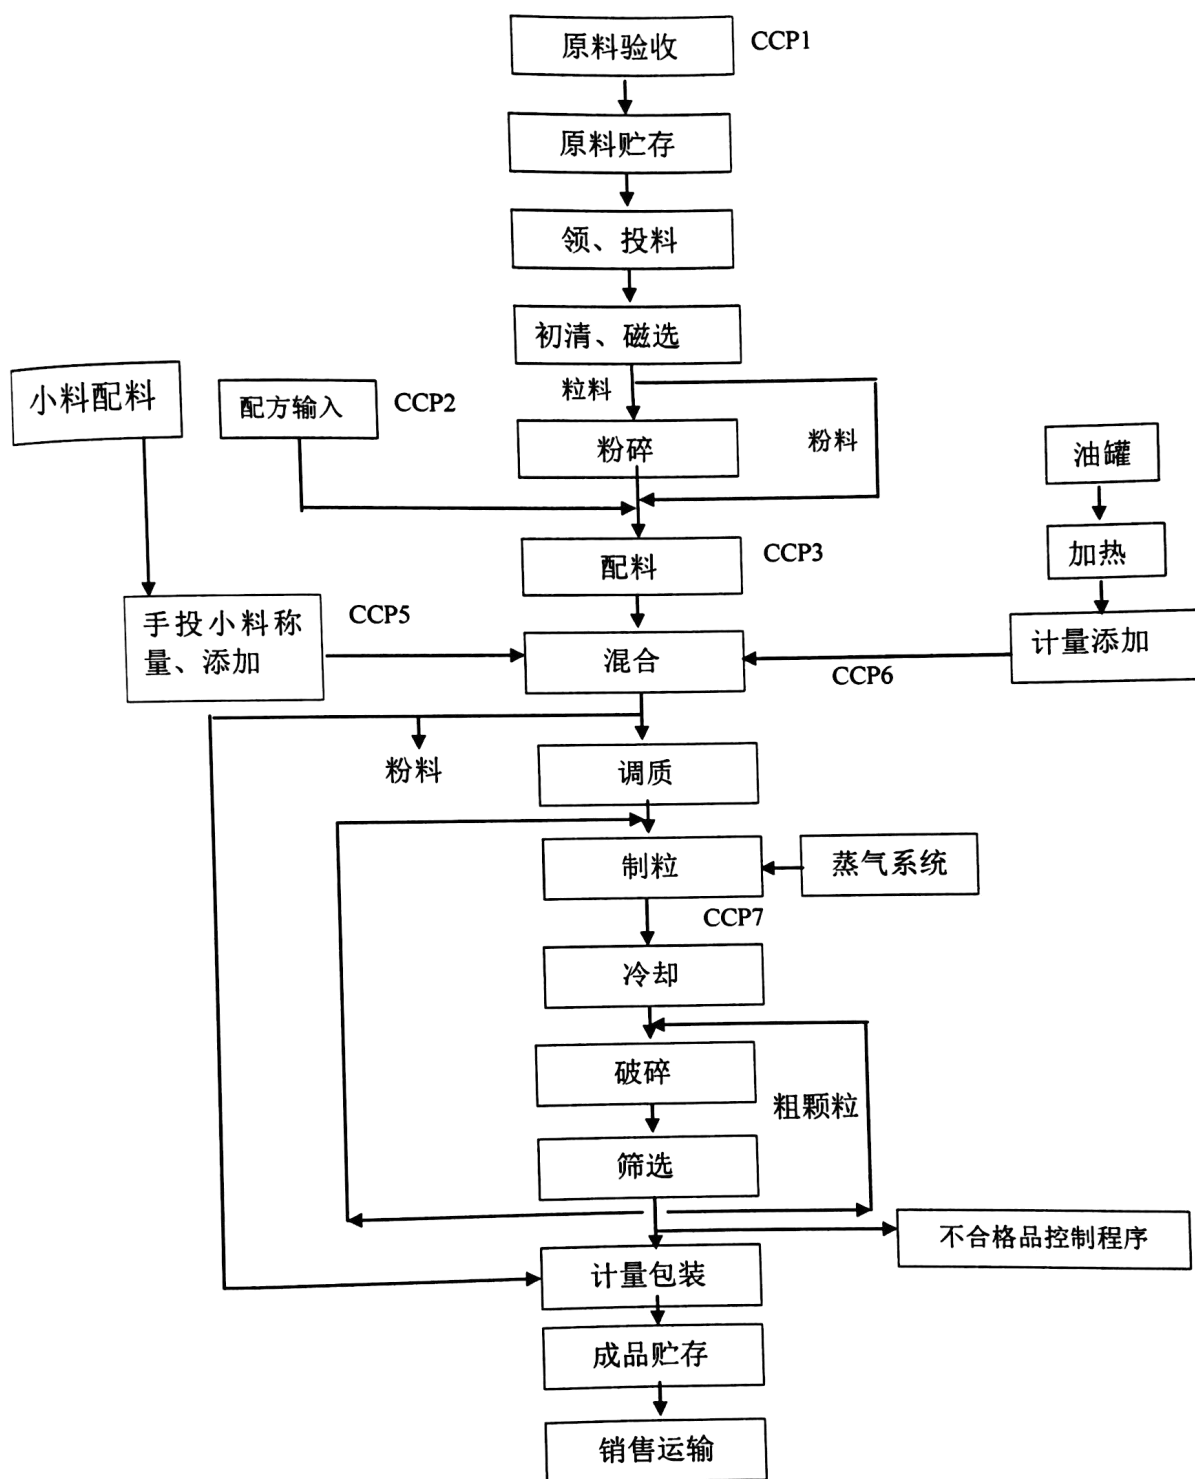 原料验收
CCP1
原料贮存
领、投料
初清、磁选
小料配料
配方输入
CCP2
粒料
粉料
粉碎
油罐
配料
CCP3
加热
手投小料称
量、添加
CCP5
混合
CCP6
计量添加
粉料
调质
制粒
蒸气系统
CCP7
冷却
破碎
粗颗粒
筛选
不合格品控制程序
计量包装
成品贮存
销售运输